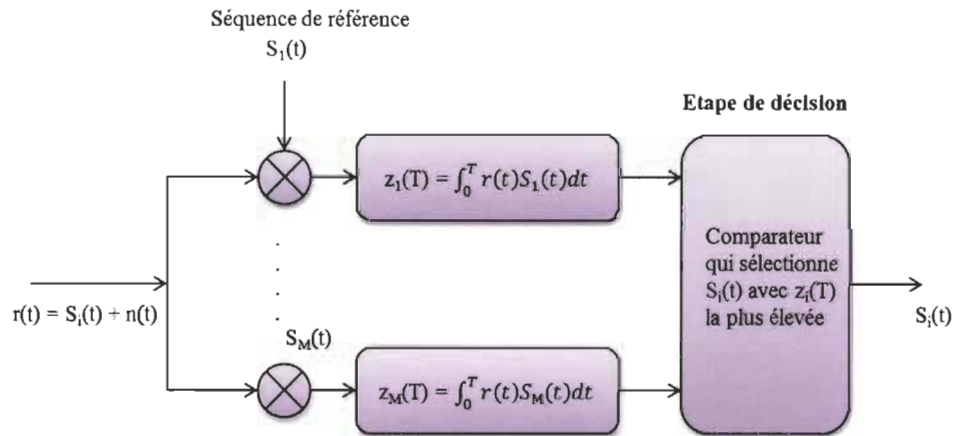 Séquence de référence
S₁(t)
Etape de décision
z₁(T) = ∫₀ᵀ r(t)S₁(t)dt
Comparateur
qui sélectionne
Sᵢ(t) avec zᵢ(T)
la plus élevée
r(t) = Sᵢ(t) + n(t)
Sᵢ(t)
S_M(t)
z_M(T) = ∫₀ᵀ r(t)S_M(t)dt